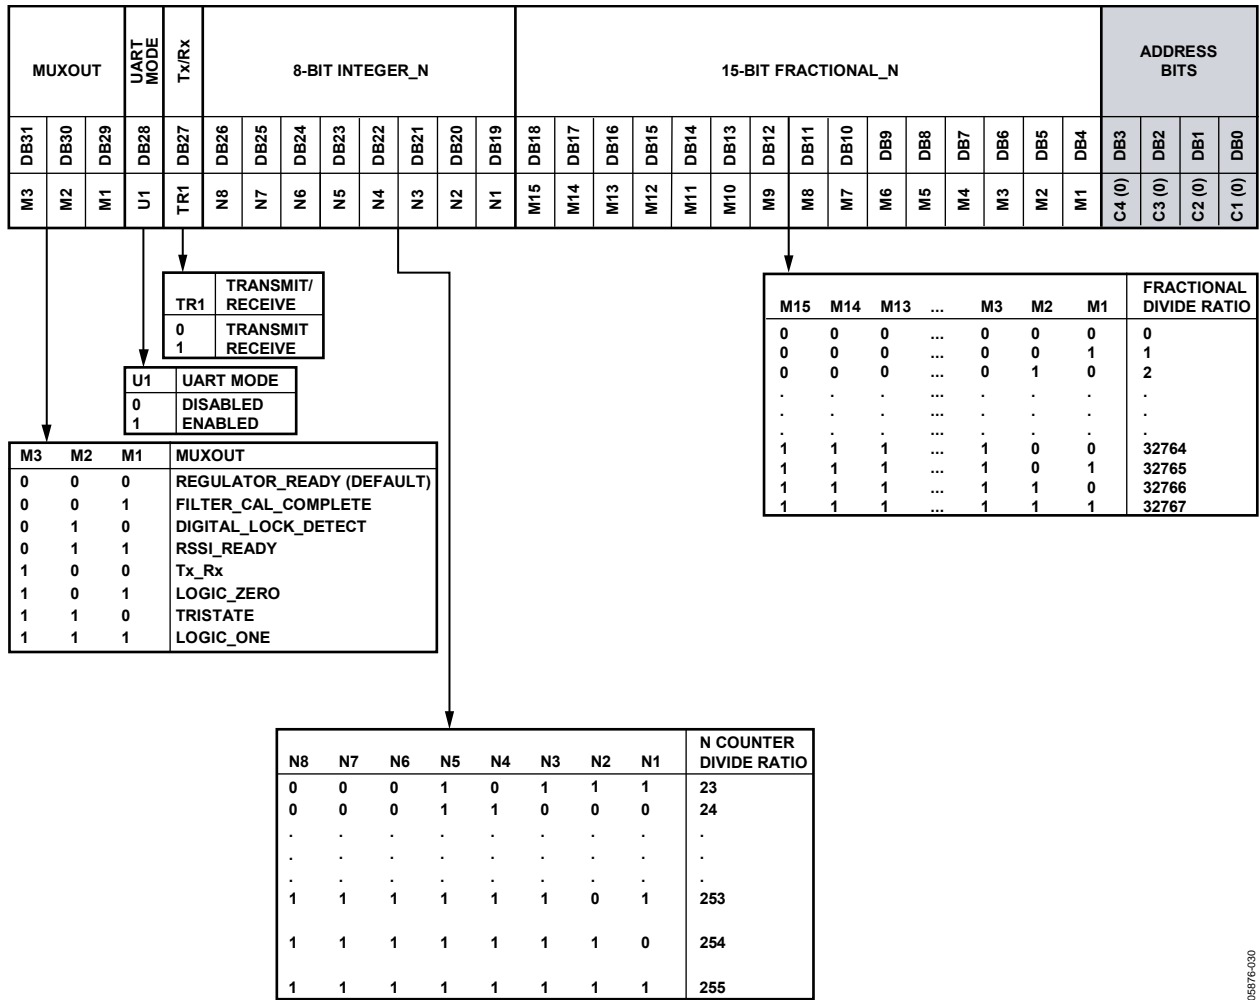 MUXOUT UART MODE Tx/Rx 8-BIT INTEGER_N 15-BIT FRACTIONAL_N ADDRESS BITS
DB31 DB30 DB29 DB28 DB27 DB26 DB25 DB24 DB23 DB22 DB21 DB20 DB19 DB18 DB17 DB16 DB15 DB14 DB13 DB12 DB11 DB10 DB9 DB8 DB7 DB6 DB5 DB4 DB3 DB2 DB1 DB0
M3 M2 M1 U1 TR1 N8 N7 N6 N5 N4 N3 N2 N1 M15 M14 M13 M12 M11 M10 M9 M8 M7 M6 M5 M4 M3 M2 M1 C4 (0) C3 (0) C2 (0) C1 (0)
TR1 TRANSMIT/ RECEIVE
0 TRANSMIT
1 RECEIVE
U1 UART MODE
0 DISABLED
1 ENABLED
M3 M2 M1 MUXOUT
0 0 0 REGULATOR_READY (DEFAULT)
0 0 1 FILTER_CAL_COMPLETE
0 1 0 DIGITAL_LOCK_DETECT
0 1 1 RSSI_READY
1 0 0 Tx_Rx
1 0 1 LOGIC_ZERO
1 1 0 TRISTATE
1 1 1 LOGIC_ONE
M15 M14 M13 ... M3 M2 M1 FRACTIONAL DIVIDE RATIO
0 0 0 ... 0 0 0 0
0 0 0 ... 0 0 1 1
0 0 0 ... 0 1 0 2
. . . ... . . . .
. . . ... . . . .
. . . ... . . . .
1 1 1 ... 1 0 0 32764
1 1 1 ... 1 0 1 32765
1 1 1 ... 1 1 0 32766
1 1 1 ... 1 1 1 32767
N8 N7 N6 N5 N4 N3 N2 N1 N COUNTER DIVIDE RATIO
0 0 0 1 0 1 1 1 23
0 0 0 1 1 0 0 0 24
. . . . . . . . .
. . . . . . . . .
. . . . . . . . .
1 1 1 1 1 1 0 1 253
1 1 1 1 1 1 1 0 254
1 1 1 1 1 1 1 1 255
05876-030